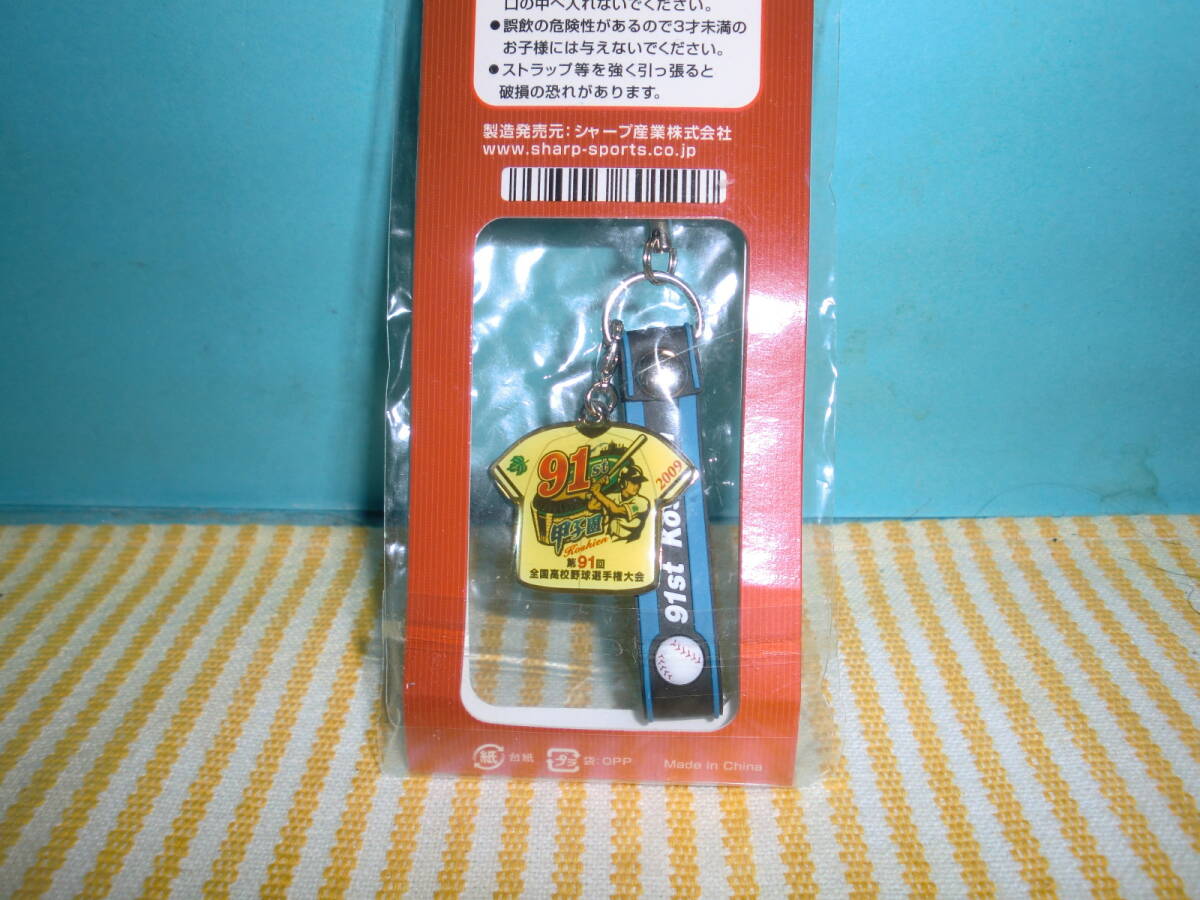 口の中へ入れないでください。
●誤飲の危険性があるので3才未満の
お子様には与えないでください。
●ストラップ等を強く引っ張ると
破損の恐れがあります。
製造発売元：シャープ産業株式会社
www.sharp-sports.co.jp
91st
2009
甲子園
Koshien
第91回
全国高校野球選手権大会
91st Ko
紙 台紙
プラ 袋：OPP
Made in China